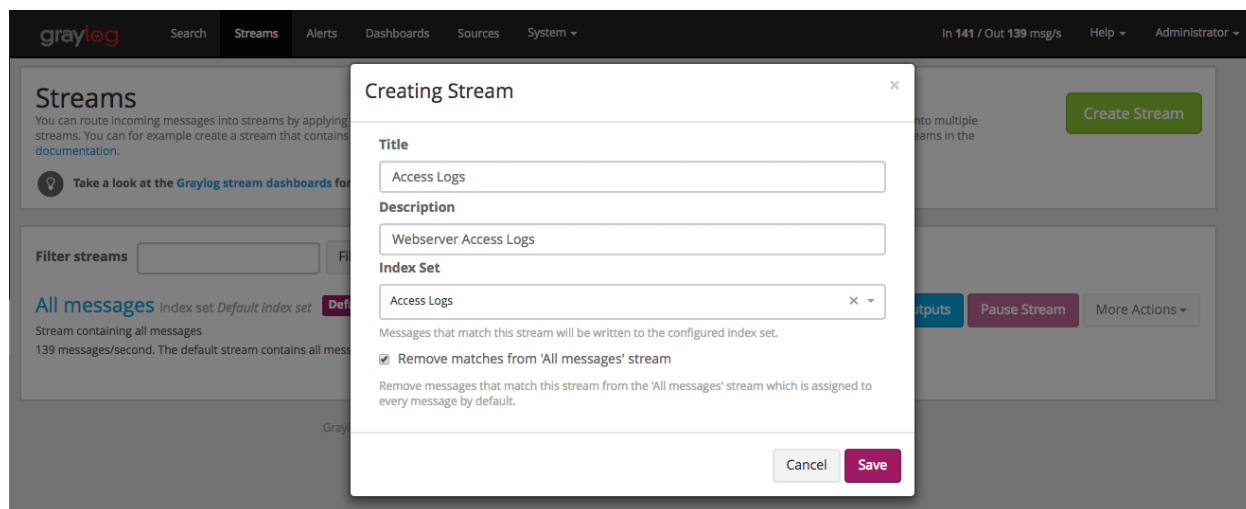 graylog Search Streams Alerts Dashboards Sources System In 141 / Out 139 msg/s Help Administrator
Streams
You can route incoming messages into streams by applying
nto multiple
streams. You can for example create a stream that contains
eams in the
documentation.
Take a look at the Graylog stream dashboards for
Create Stream
Filter streams
Fi
All messages Index set Default index set Defa
Stream containing all messages
139 messages/second. The default stream contains all mess
tputs Pause Stream More Actions
Grayl
Creating Stream ×
Title
Access Logs
Description
Webserver Access Logs
Index Set
Access Logs ×
Messages that match this stream will be written to the configured index set.
Remove matches from 'All messages' stream
Remove messages that match this stream from the 'All messages' stream which is assigned to
every message by default.
Cancel Save